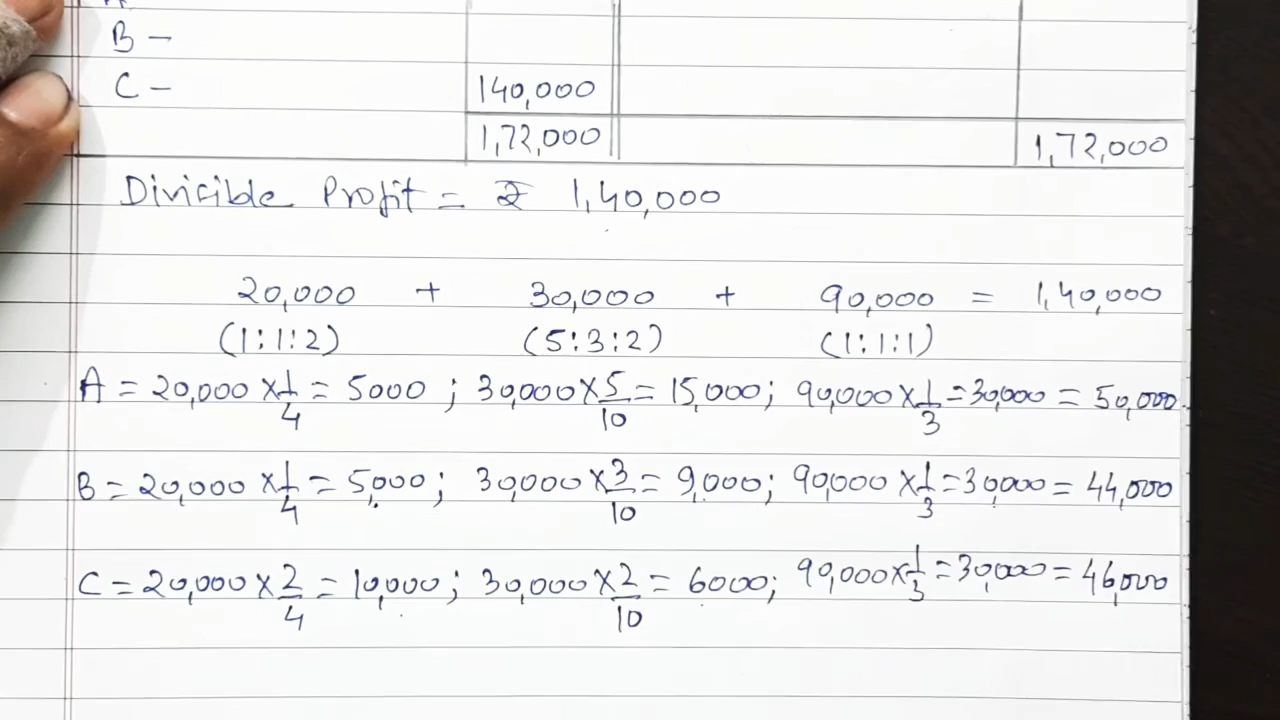 B -
C - 140,000
1,72,000 1,72,000
Divicible Profit = ₹ 1,40,000
20,000 + 30,000 + 90,000 = 1,40,000
(1:1:2) (5:3:2) (1:1:1)
A = 20,000 × 1/4 = 5000 ; 30,000 × 5/10 = 15,000; 90,000 × 1/3 = 30,000 = 50,000
B = 20,000 × 1/4 = 5,000 ; 30,000 × 3/10 = 9,000; 90,000 × 1/3 = 30,000 = 44,000
C = 20,000 × 2/4 = 10,000 ; 30,000 × 2/10 = 6000; 90,000 × 1/3 = 30,000 = 46,000